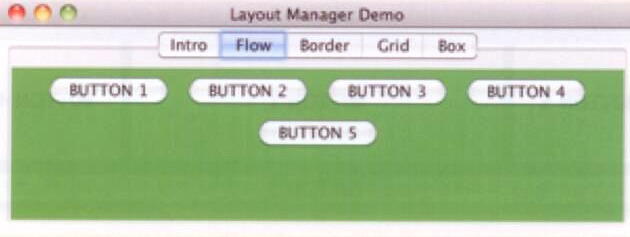 Layout Manager Demo
Intro Flow Border Grid Box
BUTTON 1 BUTTON 2 BUTTON 3 BUTTON 4
BUTTON 5